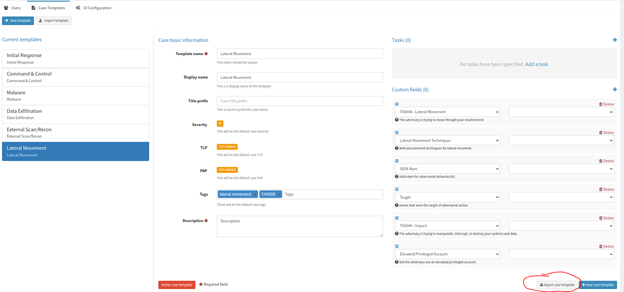 Users
Case Templates
UI Configuration
New template
Import template
Current templates
Initial Response
Initial Response
Command & Control
Command & Control
Malware
Malware
Data Exfiltration
Data Exfiltration
External Scan/Recon
External Scan/Recon
Lateral Movement
Lateral Movement
Case basic information
Template name
Lateral Movement
This name should be unique
Display name
Lateral Movement
This is a display name of the template
Title prefix
Case title prefix
This is used to prefix the case name
Severity
This will be the default case severity
TLP
TLP:AMBER
This will be the default case TLP
PAP
PAP:AMBER
This will be the default case PAP
Tags
lateral movement
TA0008
Tags
These will be the default case tags
Description
Description
Delete case template
Required field
Tasks (0)
No tasks have been specified. Add a task
Custom fields (6)
Delete
TA0008 - Lateral Movement
The adversary is trying to move through your environment.
Delete
Lateral Movement Techniques
documented techniques for lateral movement
Delete
SIEM Alert
SIEM alert for adversarial behavior/IOC
Delete
Target
assets that were the target of adversarial action
Delete
TA0040 - Impact
The adversary is trying to manipulate, interrupt, or destroy your systems and data.
Delete
Elevated/Privileged Account
Did the adversary use an elevated/privileged account
Export case template
Save case template